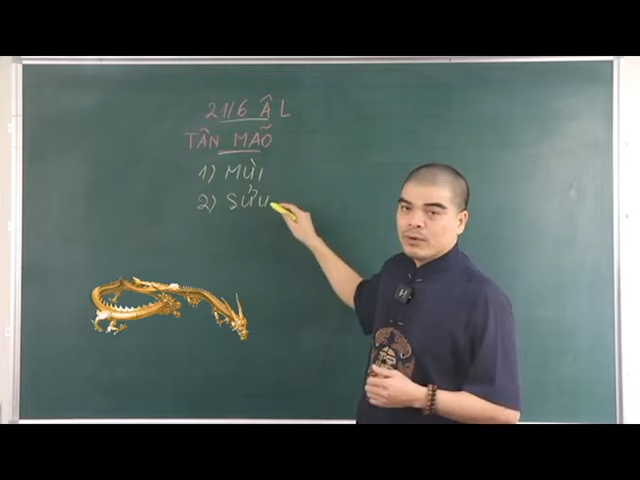 21/6 ÂL
TÂN MÃO
1) MÙI
2) SỬU